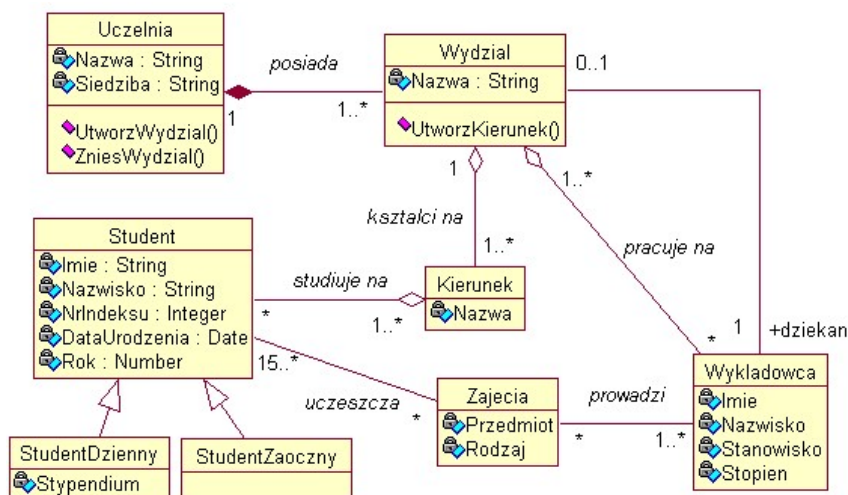 Uczelnia
Nazwa : String
Siedziba : String
UtworzWydzial()
ZniesWydzial()
posiada
1
1..*
Wydzial
Nazwa : String
UtworzKierunek()
0..1
1
1..*
ksztalci na
1..*
pracuje na
*
1
+dziekan
Student
Imie : String
Nazwisko : String
NrIndeksu : Integer
DataUrodzenia : Date
Rok : Number
studiuje na
*
1..*
Kierunek
Nazwa
15..*
uczeszcza
*
Zajecia
Przedmiot
Rodzaj
prowadzi
*
1..*
Wykladowca
Imie
Nazwisko
Stanowisko
Stopien
StudentDzienny
Stypendium
StudentZaoczny